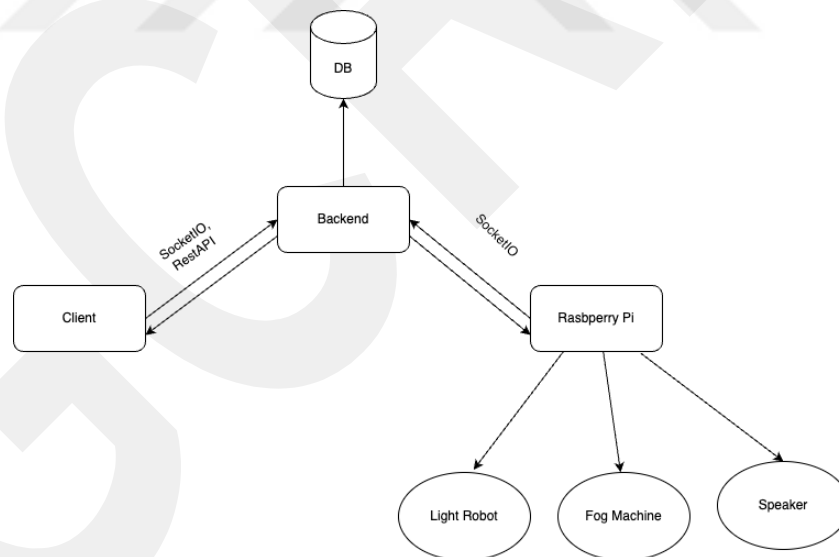 DB
Backend
SocketIO,
RestAPI
SocketIO
Client
Rasbperry Pi
Light Robot
Fog Machine
Speaker